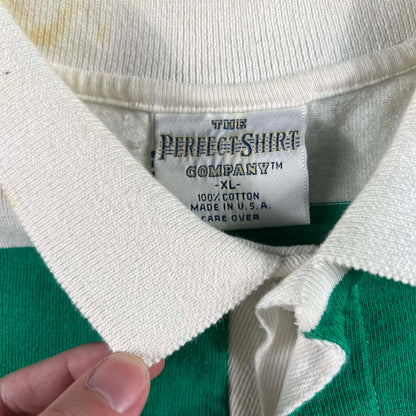 THE
PERFECT SHIRT
COMPANY™
-XL-
100% COTTON
MADE IN U.S.A.
CARE OVER